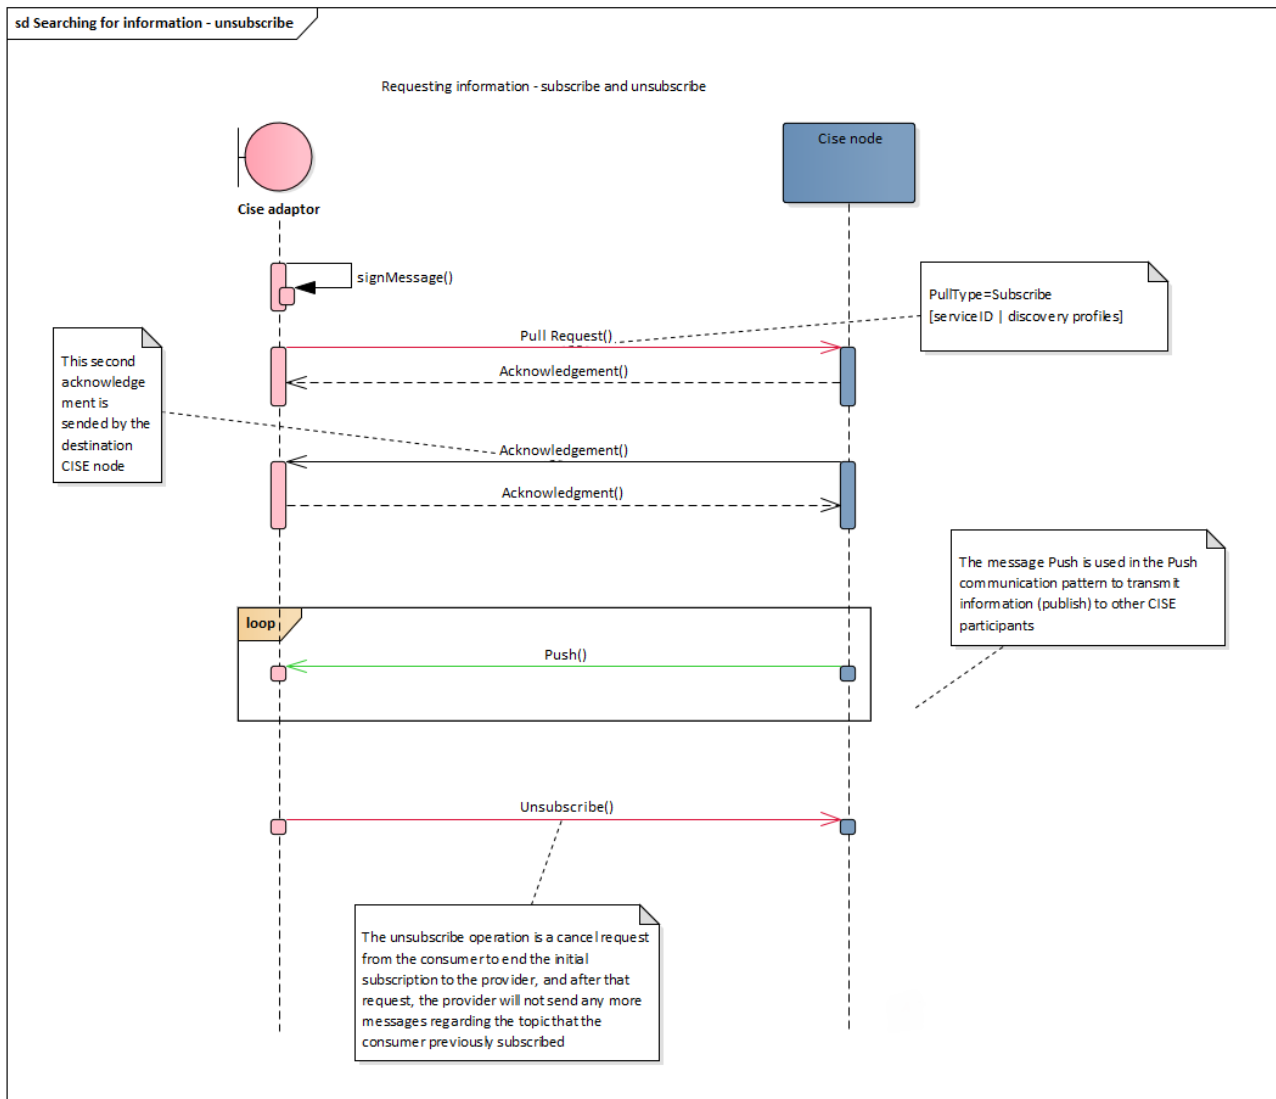 sd Searching for information - unsubscribe
Requesting information - subscribe and unsubscribe
Cise node
Cise adaptor
signMessage()
PullType=Subscribe
[serviceID | discovery profiles]
Pull Request()
This second
acknowledge
ment is
sended by the
destination
CISE node
Acknowledgement()
Acknowledgement()
Acknowledgment()
The message Push is used in the Push
communication pattern to transmit
information (publish) to other CISE
participants
loop
Push()
Unsubscribe()
The unsubscribe operation is a cancel request
from the consumer to end the initial
subscription to the provider, and after that
request, the provider will not send any more
messages regarding the topic that the
consumer previously subscribed